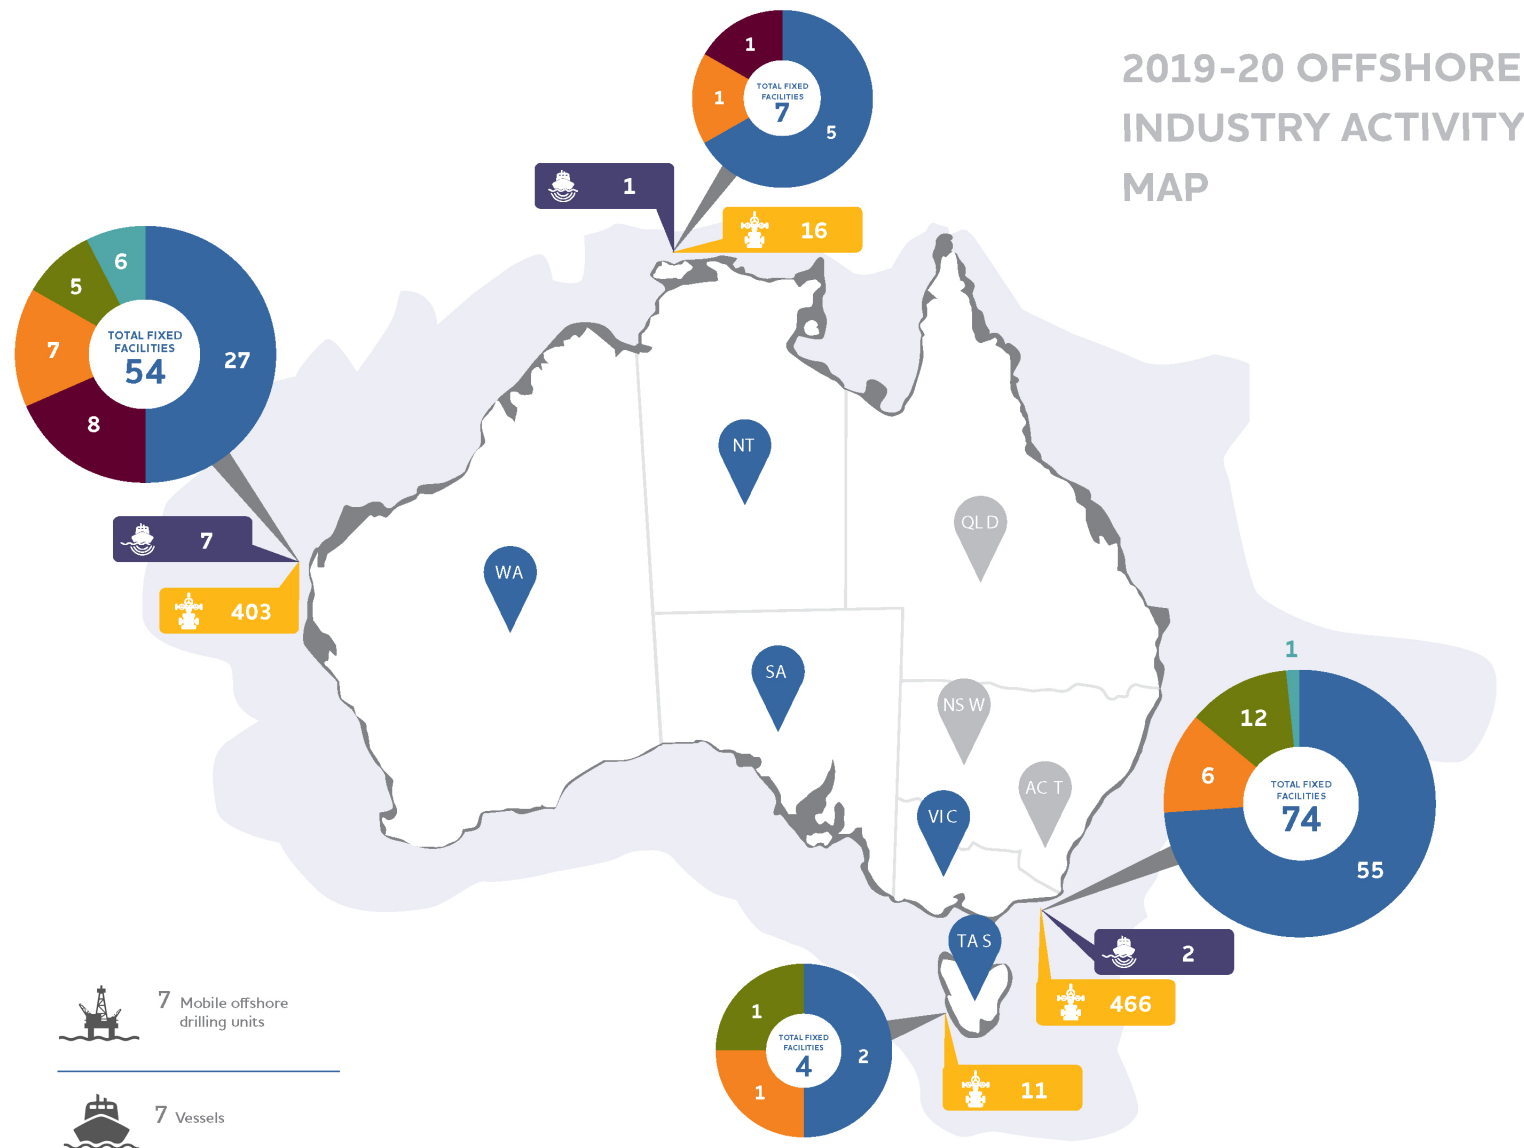 2019-20 OFFSHORE
INDUSTRY ACTIVITY
MAP
1
1
TOTAL FIXED
FACILITIES
7
5
1
16
6
5
7
TOTAL FIXED
FACILITIES
54
27
8
7
403
NT
QLD
WA
SA
NSW
ACT
VIC
TAS
1
12
6
TOTAL FIXED
FACILITIES
74
55
2
466
1
TOTAL FIXED
FACILITIES
4
2
1
11
7 Mobile offshore
drilling units
7 Vessels